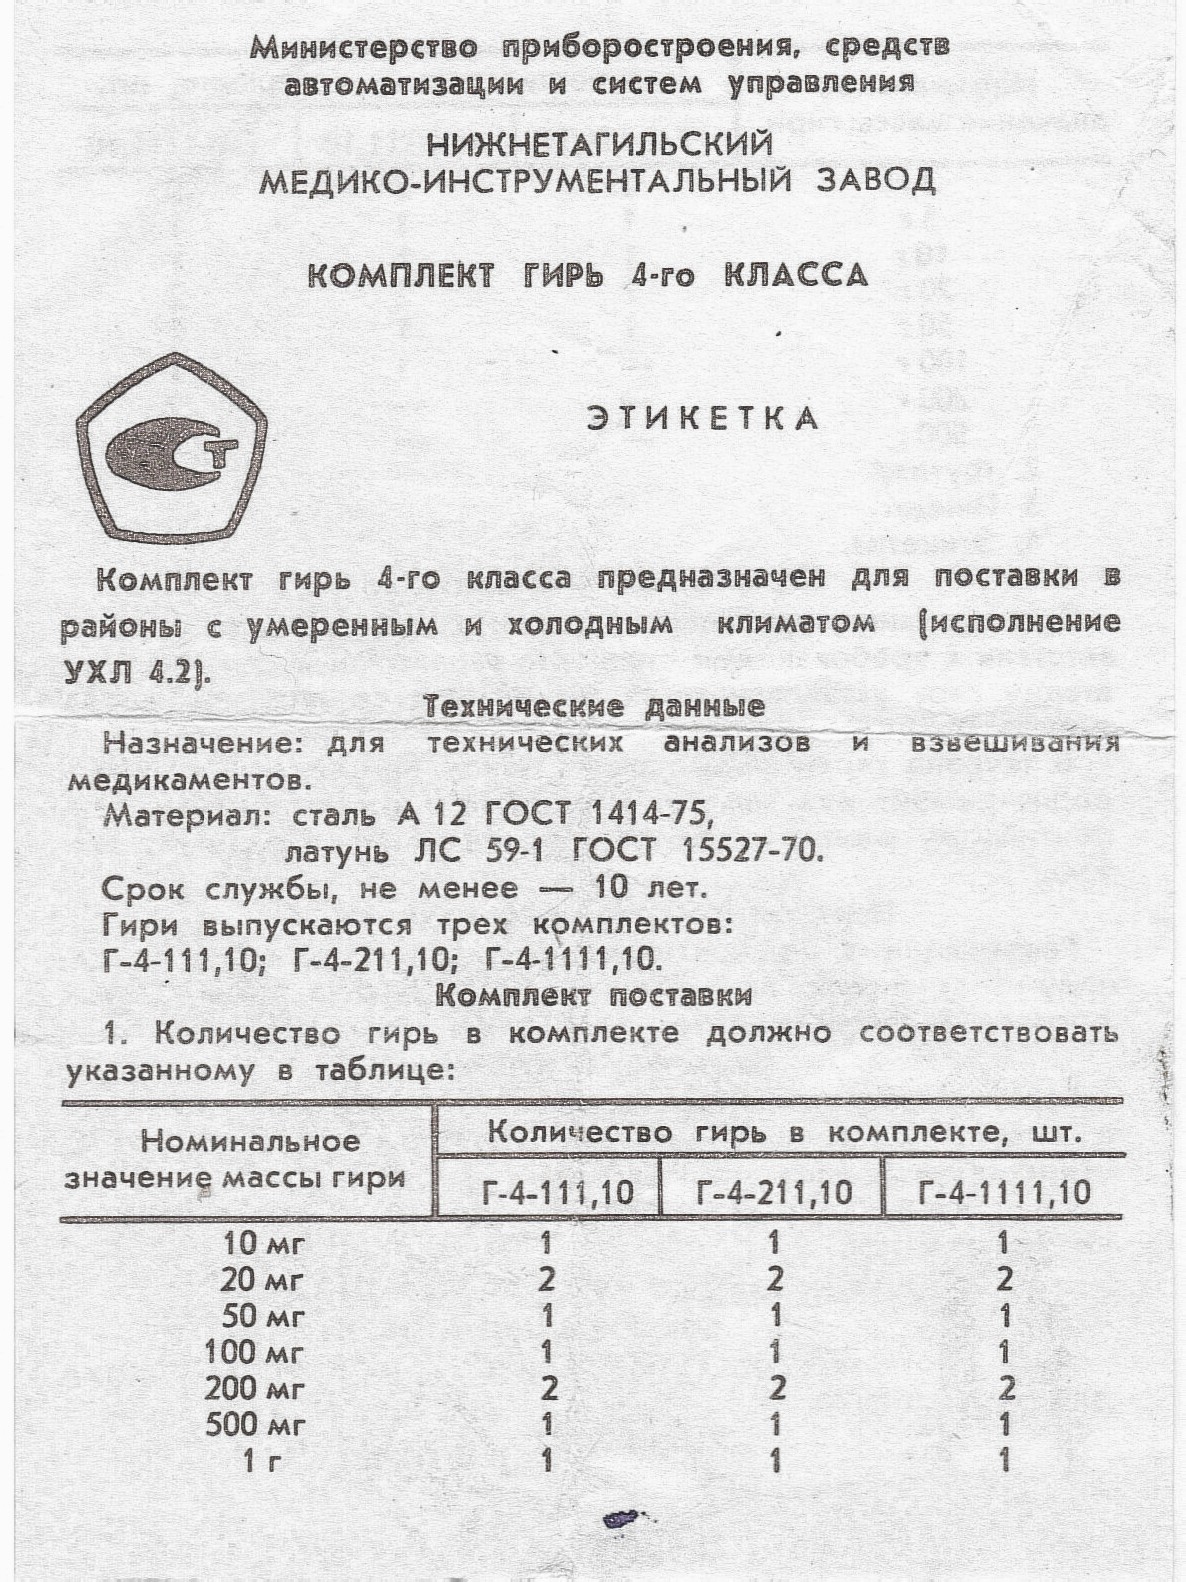 Министерство приборостроения, средств
автоматизации и систем управления
НИЖНЕТАГИЛЬСКИЙ
МЕДИКО-ИНСТРУМЕНТАЛЬНЫЙ ЗАВОД
КОМПЛЕКТ ГИРЬ 4-го КЛАССА
ЭТИКЕТКА
Ст
Комплект гирь 4-го класса предназначен для поставки в
районы с умеренным и холодным климатом (исполнение
УХЛ 4.2).
Технические данные
Назначение: для технических анализов и взвешивания
медикаментов.
Материал: сталь А 12 ГОСТ 1414-75,
латунь ЛС 59-1 ГОСТ 15527-70.
Срок службы, не менее — 10 лет.
Гири выпускаются трех комплектов:
Г-4-111,10; Г-4-211,10; Г-4-1111,10.
Комплект поставки
1. Количество гирь в комплекте должно соответствовать
указанному в таблице:
Номинальное
значение массы гири
Количество гирь в комплекте, шт.
Г-4-111,10 Г-4-211,10 Г-4-1111,10
10 мг 1 1 1
20 мг 2 2 2
50 мг 1 1 1
100 мг 1 1 1
200 мг 2 2 2
500 мг 1 1 1
1 г 1 1 1